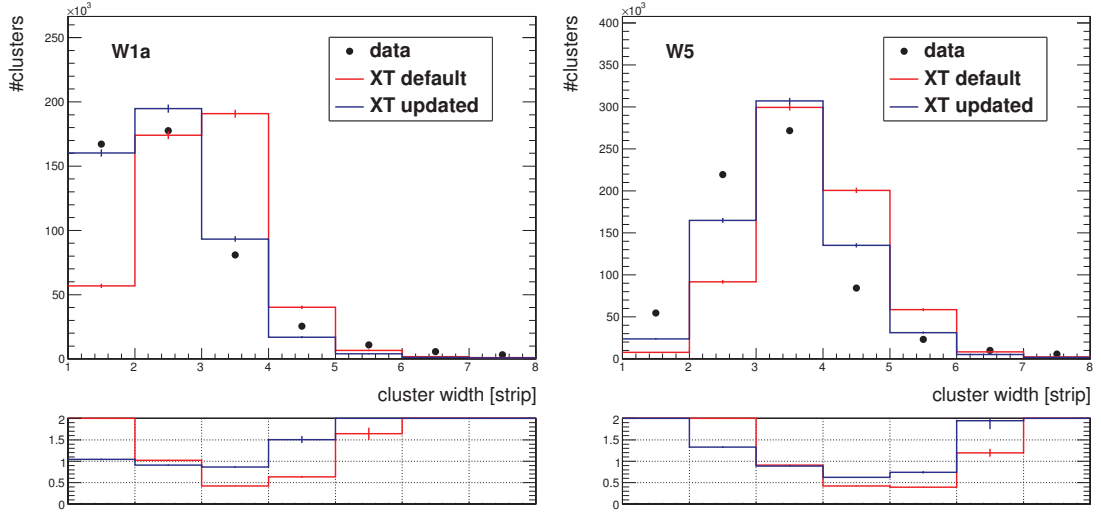 ×10³
#clusters
W1a
data
XT default
XT updated
250
200
150
100
50
0
1 2 3 4 5 6 7 8
cluster width [strip]
2
1.5
1
0.5
0
×10³
#clusters
W5
data
XT default
XT updated
400
350
300
250
200
150
100
50
0
1 2 3 4 5 6 7 8
cluster width [strip]
2
1.5
1
0.5
0